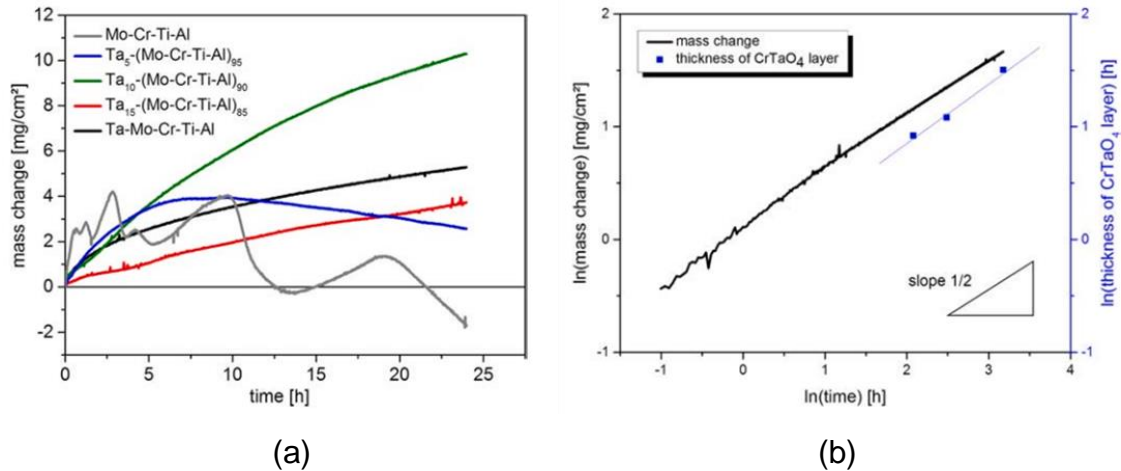 12
10
8
6
4
2
0
-2
mass change [mg/cm²]
Mo-Cr-Ti-Al
Ta₅-(Mo-Cr-Ti-Al)₉₅
Ta₁₀-(Mo-Cr-Ti-Al)₉₀
Ta₁₅-(Mo-Cr-Ti-Al)₈₅
Ta-Mo-Cr-Ti-Al
0 5 10 15 20 25
time [h]
(a)
2
1
0
-1
ln(mass change) [mg/cm²]
mass change
thickness of CrTaO₄ layer
slope 1/2
2
1
0
-1
ln(thickness of CrTaO₄ layer) [h]
-1 0 1 2 3 4
ln(time) [h]
(b)